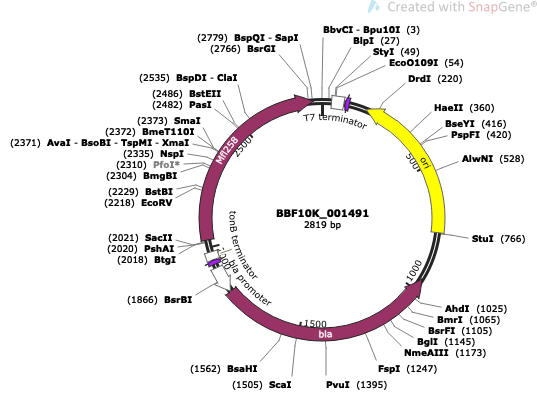 Created with SnapGene®
(2779) BspQI - SapI
(2766) BsrGI
BbvCI - Bpu10I (3)
BlpI (27)
StyI (49)
EcoO109I (54)
DrdI (220)
(2535) BspDI - ClaI
(2486) BstEII
(2482) PasI
(2373) SmaI
(2372) BmeT110I
(2371) AvaI - BsoBI - TspMI - XmaI
(2335) NspI
(2310) PfoI*
(2304) BmgBI
(2229) BstBI
(2218) EcoRV
(2021) SacII
(2020) PshAI
(2018) BtgI
(1866) BsrBI
HaeII (360)
BseYI (416)
PspFI (420)
AlwNI (528)
StuI (766)
T7 terminator
Mfl258
2500
ori
500
BBF10K_001491
2819 bp
tonB terminator
bla promoter
1000
1500
bla
AhdI (1025)
BmrI (1065)
BsrFI (1105)
BglI (1145)
NmeAIII (1173)
FspI (1247)
PvuI (1395)
(1505) ScaI
(1562) BsaHI